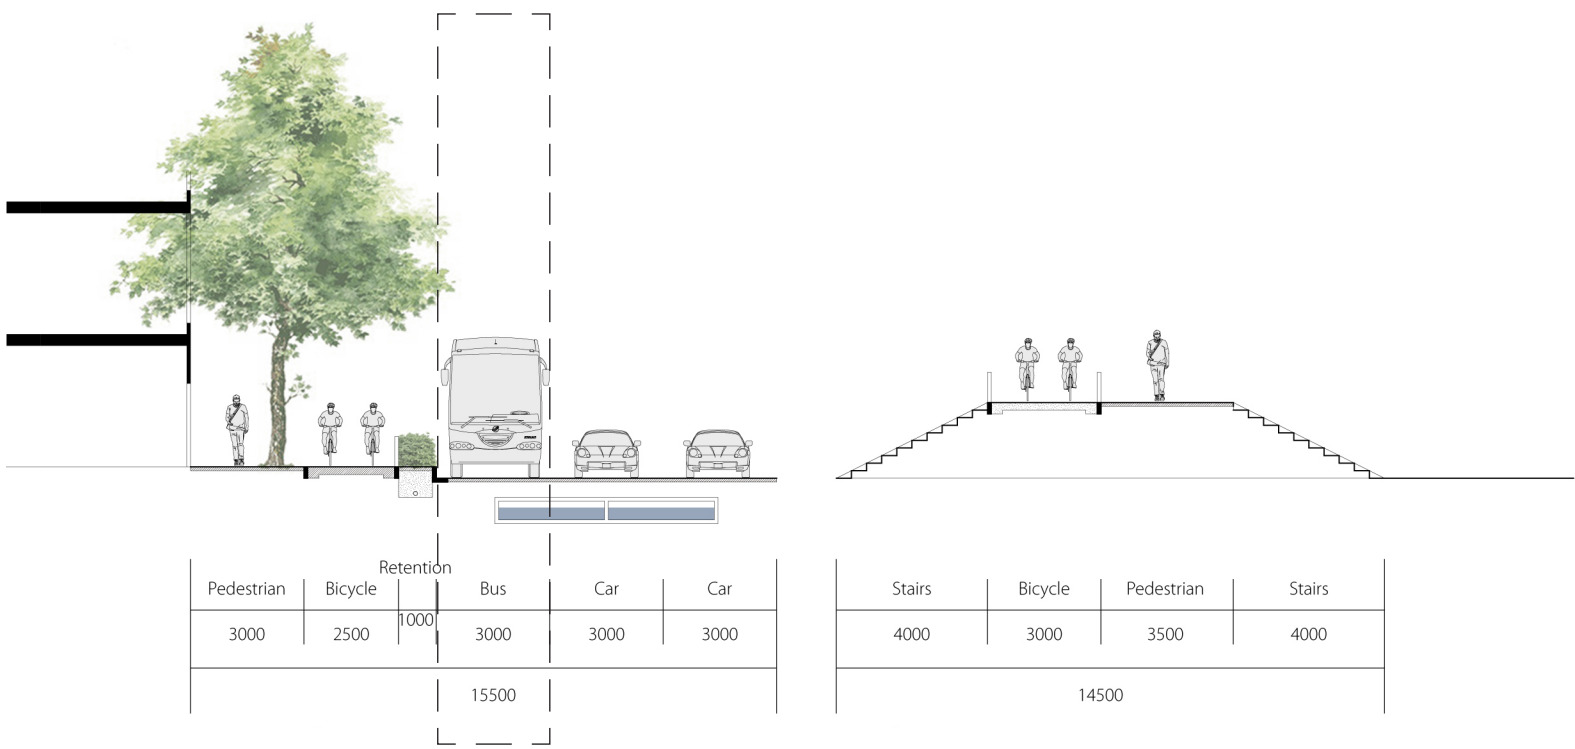 Retention
Pedestrian Bicycle Bus Car Car
1000
3000 2500 3000 3000 3000
15500
Stairs Bicycle Pedestrian Stairs
4000 3000 3500 4000
14500